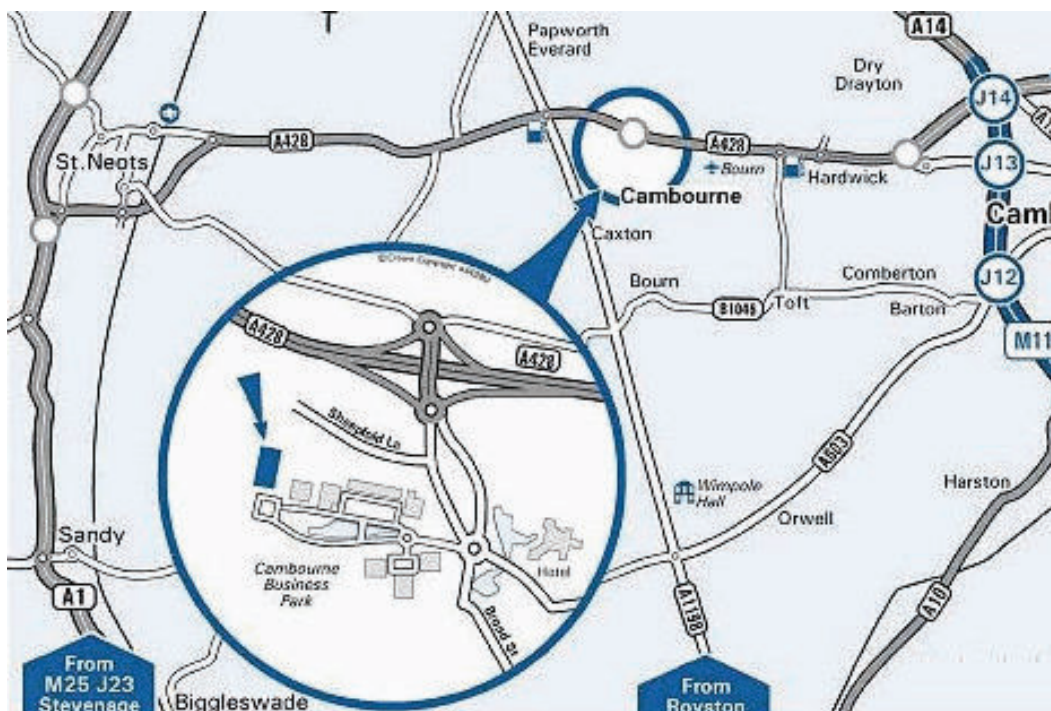 A14
Papworth
Everard
Dry
Drayton
J14
A428
A428
St.Neots
Bourn
Hardwick
J13
Cambourne
Caxton
Bourn
Comberton
J12
B1046
Toft
Barton
M11
A428
A428
Sheepfold La
A603
Wimpole
Hall
Harston
Orwell
Sandy
Cambourne
Business
Park
Hotel
A1
A10
Broad St
A1198
From
M25 J23
Stevenage
Biggleswade
From
Royston